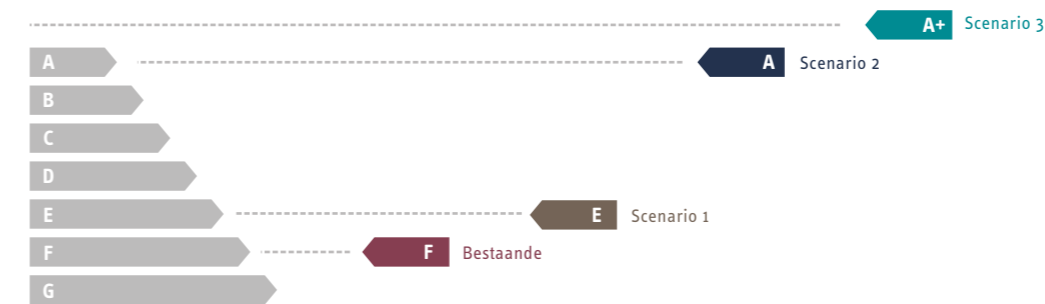 A+ Scenario 3
A A Scenario 2
B
C
D
E E Scenario 1
F F Bestaande
G